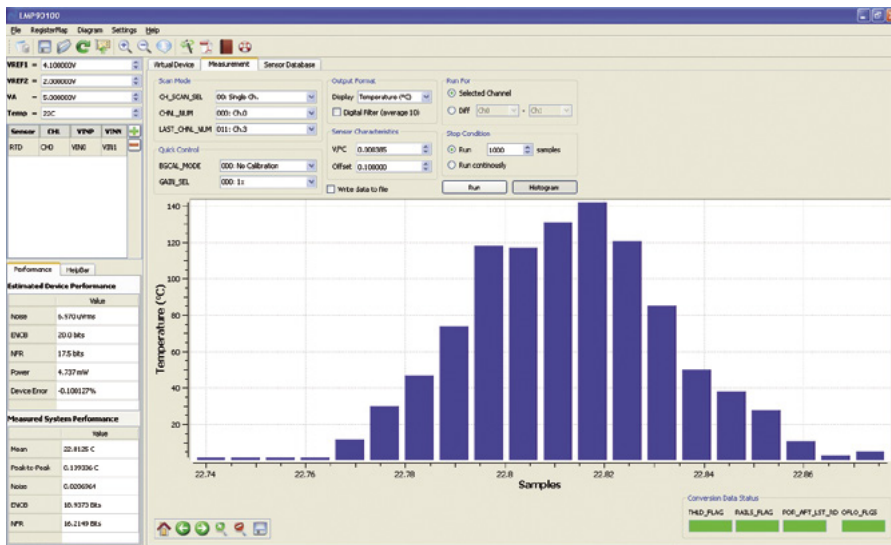 LMP90100
File RegisterMap Diagram Settings Help
VREF1 = 4.100000V
VREF2 = 2.000000V
VA = 5.000000V
Temp = 22C
Sensor CH. VINP VINN
RTD CH0 VIN0 VIN1
Virtual Device Measurement Sensor Database
Scan Mode
CH_SCAN_SEL 00: Single Ch.
CHNL_NUM 000: Ch.0
LAST_CHNL_NUM 011: Ch.3
Quick Control
BGCAL_MODE 000: No Calibration
GAIN_SEL 000: 1x
Output Format
Display Temperature (°C)
Digital Filter (average 10)
Sensor Characteristics
V/°C 0.000385
Offset 0.100000
Write data to file
Run For
Selected Channel
Diff Ch0 - Ch1
Stop Condition
Run 1000 samples
Run continously
Run Histogram
Performance HelpBar
Estimated Device Performance
Value
Noise 6.970 uVrms
ENOB 20.0 bits
NFR 17.5 bits
Power 4.737 mW
Device Error -0.100127%
Measured System Performance
Value
Mean 22.8125 C
Peak-to-Peak
Noise 0.0206964
ENOB 18.9373 Bits
NFR 16.2149 Bits
Temperature (°C)
140
120
100
80
60
40
20
22.74 22.76 22.78 22.8 22.82 22.84 22.86
Samples
Conversion Data Status
THLD_FLAG RAILS_FLAG POR_AFT_LST_RD OFLO_FLGS